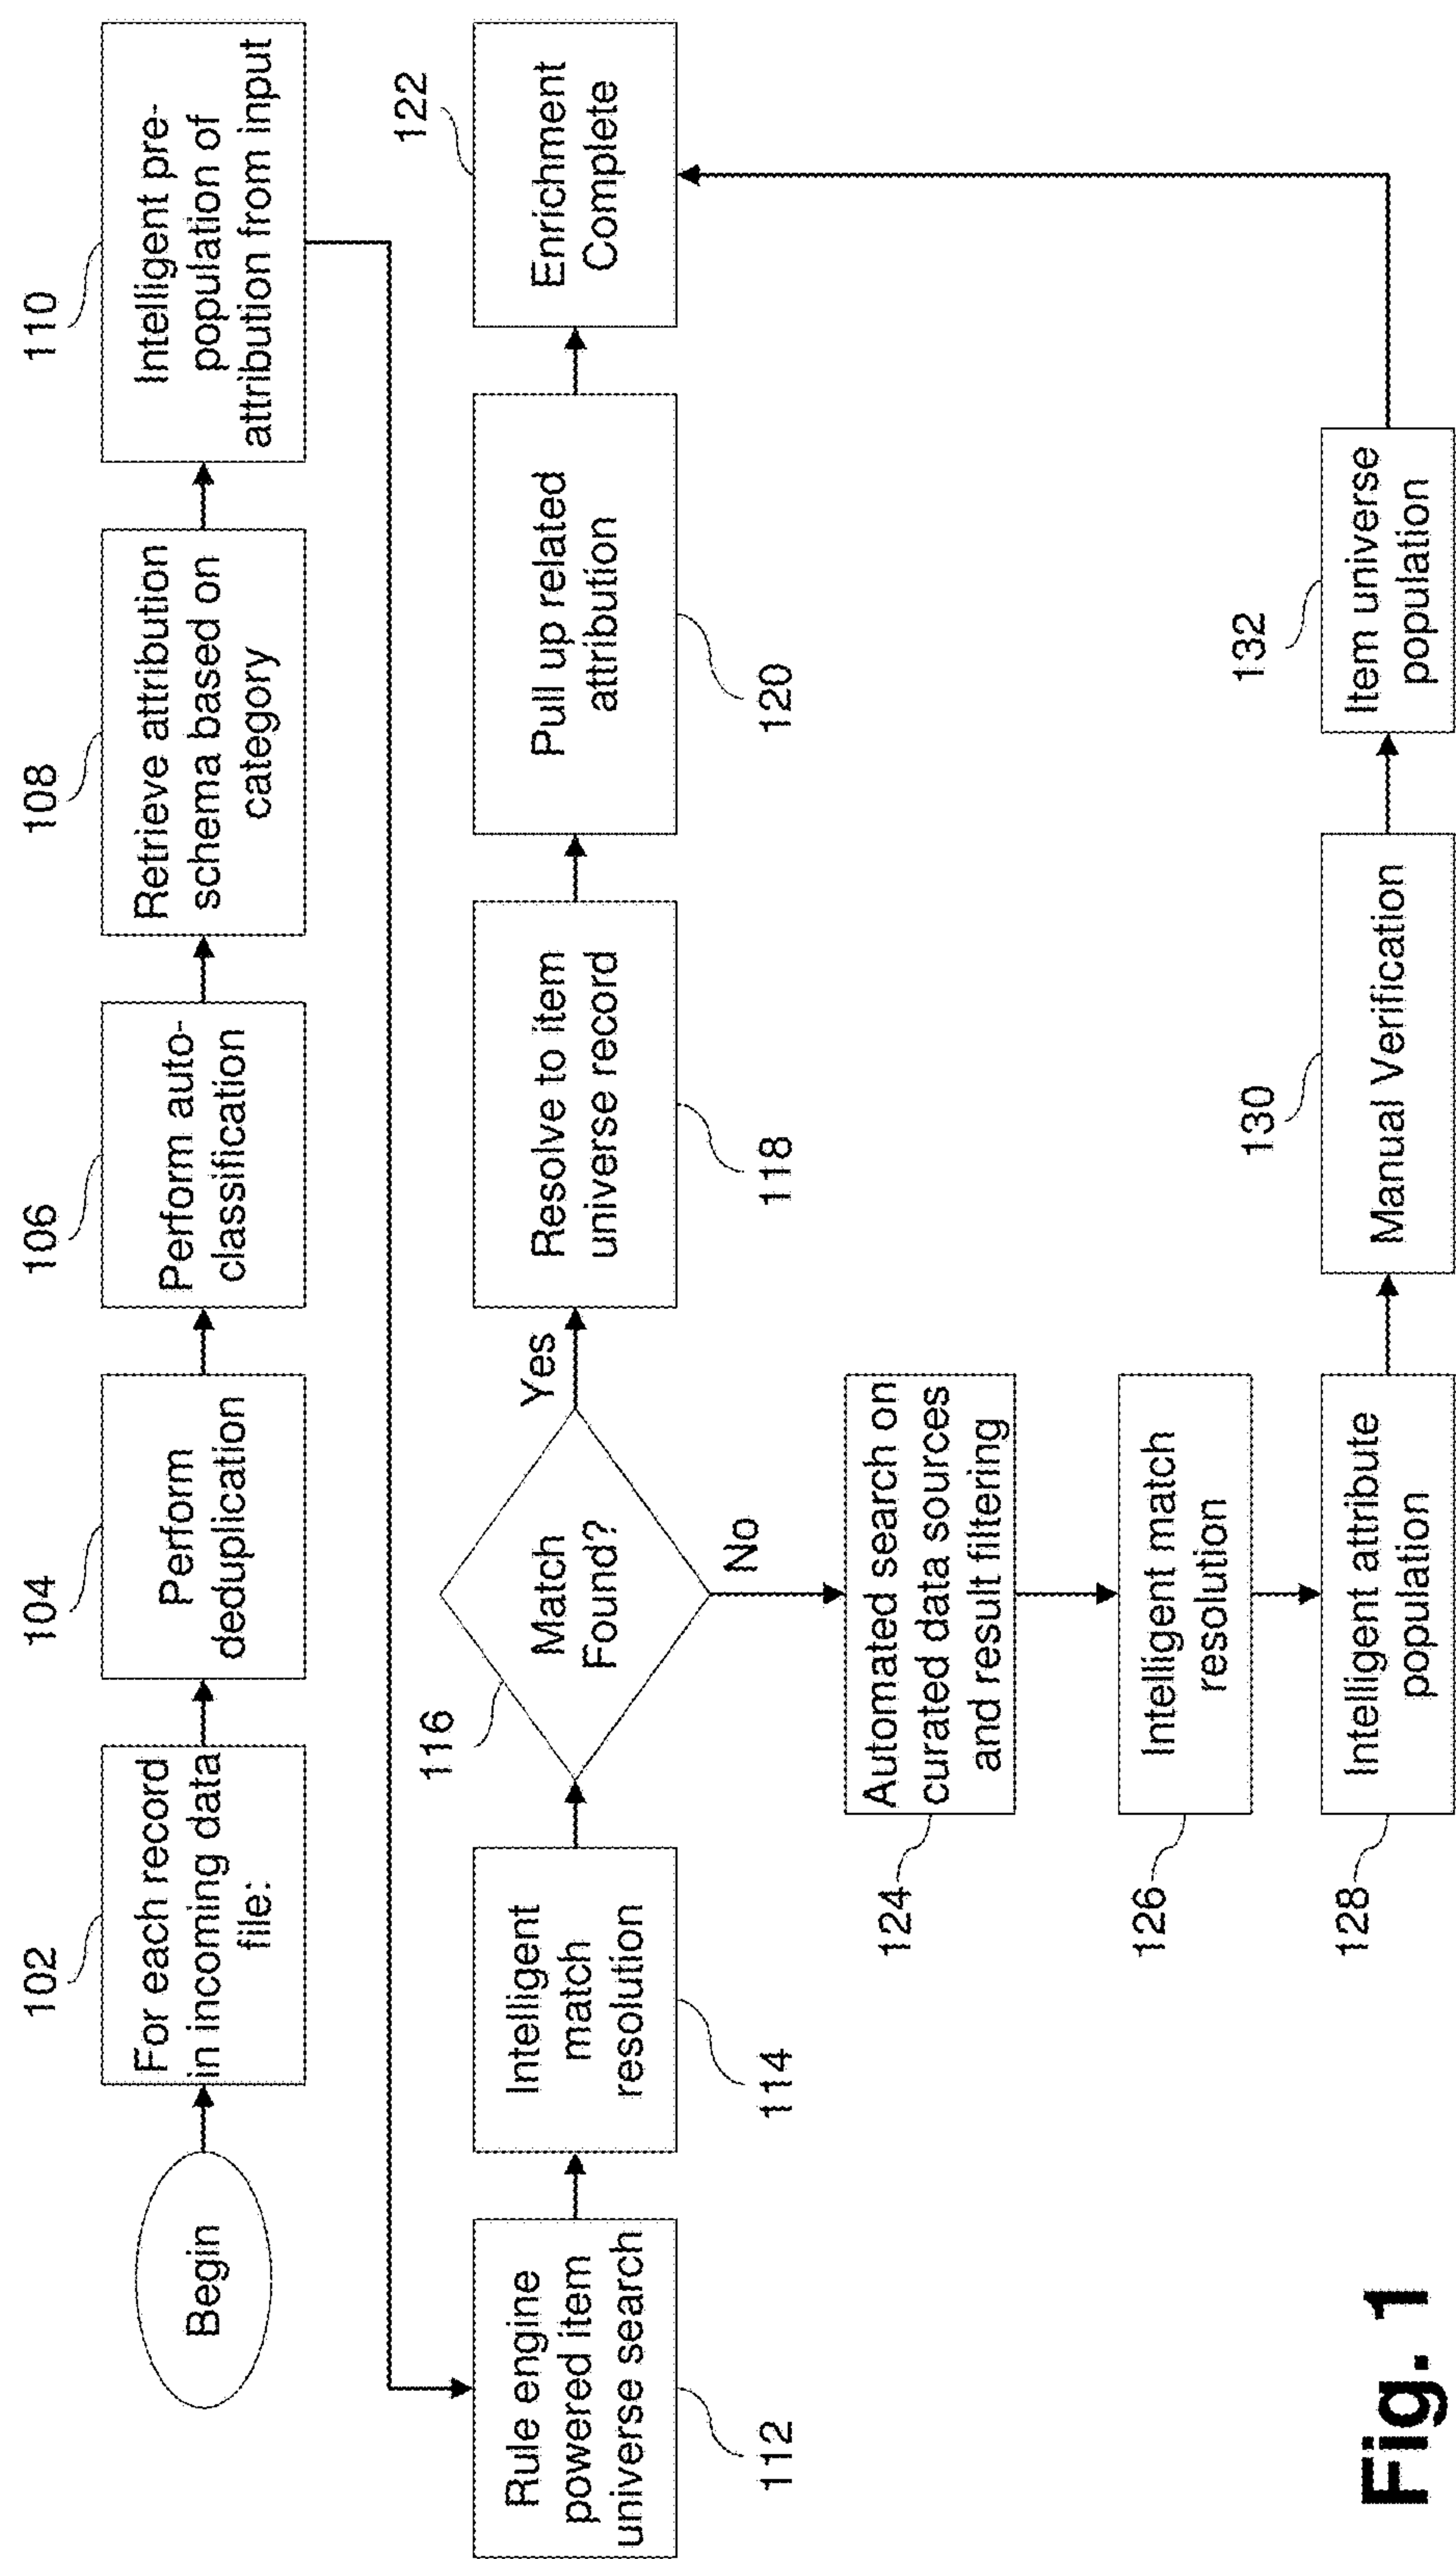 102
104
106
108
110
Begin
For each record
in incoming data
file:
Perform
deduplication
Perform auto-
classification
Retrieve attribution
schema based on
category
Intelligent pre-
population of
attribution from input
116
Yes
122
Rule engine
powered item
universe search
Intelligent
match
resolution
Match
Found?
Resolve to item
universe record
Pull up related
attribution
Enrichment
Complete
112
114
No
118
120
124
Automated search on
curated data sources
and result filtering
126
Intelligent match
resolution
130
132
128
Intelligent attribute
population
Manual Verification
Item universe
population
Fig. 1